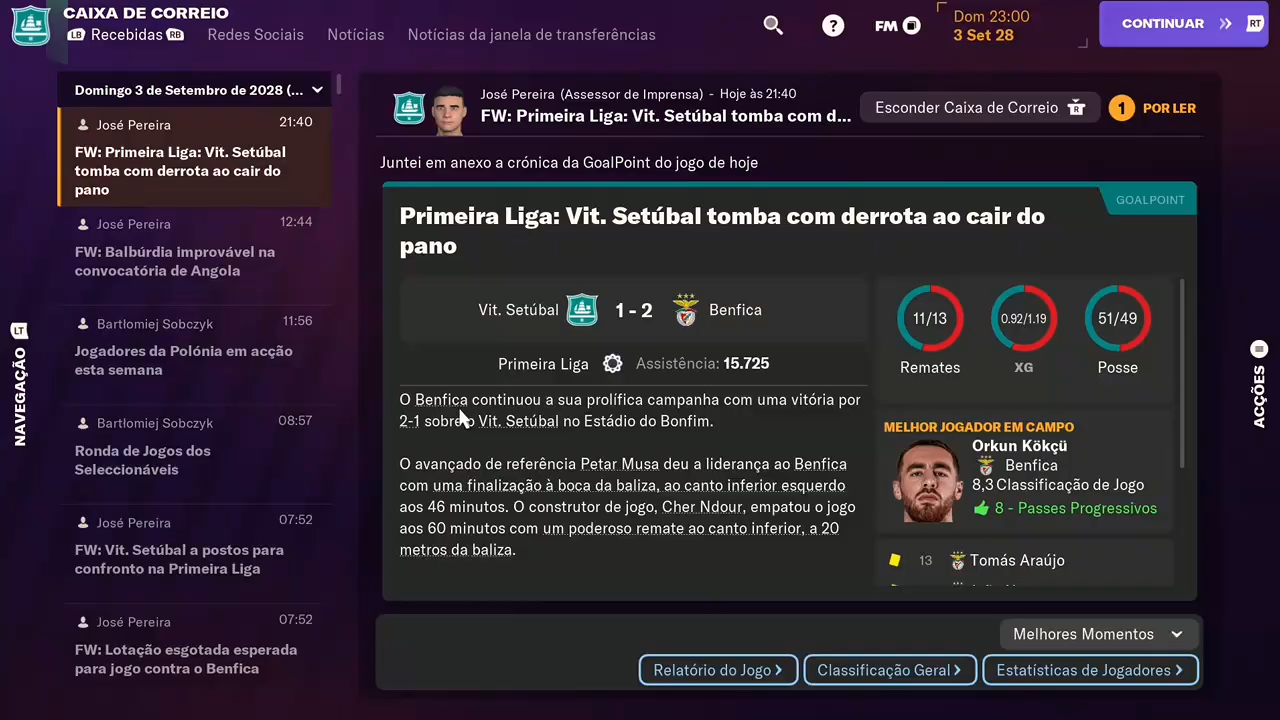 CAIXA DE CORREIO
LB Recebidas RB
Redes Sociais
Notícias
Notícias da janela de transferências
?
FM
Dom 23:00
3 Set 28
CONTINUAR
RT
LT
NAVEGAÇÃO
Domingo 3 de Setembro de 2028 (...
José Pereira
21:40
FW: Primeira Liga: Vit. Setúbal
tomba com derrota ao cair do
pano
José Pereira
12:44
FW: Balbúrdia improvável na
convocatória de Angola
Bartlomiej Sobczyk
11:56
Jogadores da Polónia em acção
esta semana
Bartlomiej Sobczyk
08:57
Ronda de Jogos dos
Seleccionáveis
José Pereira
07:52
FW: Vit. Setúbal a postos para
confronto na Primeira Liga
José Pereira
07:52
FW: Lotação esgotada esperada
para jogo contra o Benfica
José Pereira (Assessor de Imprensa) - Hoje às 21:40
FW: Primeira Liga: Vit. Setúbal tomba com d...
Esconder Caixa de Correio
R
1 POR LER
Juntei em anexo a crónica da GoalPoint do jogo de hoje
Primeira Liga: Vit. Setúbal tomba com derrota ao cair do
pano
GOALPOINT
Vit. Setúbal 1 - 2 Benfica
Primeira Liga Assistência: 15.725
O Benfica continuou a sua prolífica campanha com uma vitória por
2-1 sobre o Vit. Setúbal no Estádio do Bonfim.
O avançado de referência Petar Musa deu a liderança ao Benfica
com uma finalização à boca da baliza, ao canto inferior esquerdo
aos 46 minutos. O construtor de jogo, Cher Ndour, empatou o jogo
aos 60 minutos com um poderoso remate ao canto inferior, a 20
metros da baliza.
11/13
0.92/1.19
51/49
Remates
XG
Posse
MELHOR JOGADOR EM CAMPO
Orkun Kökçü
Benfica
8,3 Classificação de Jogo
8 - Passes Progressivos
13 Tomás Araújo
Melhores Momentos
Relatório do Jogo
Classificação Geral
Estatísticas de Jogadores
ACÇÕES